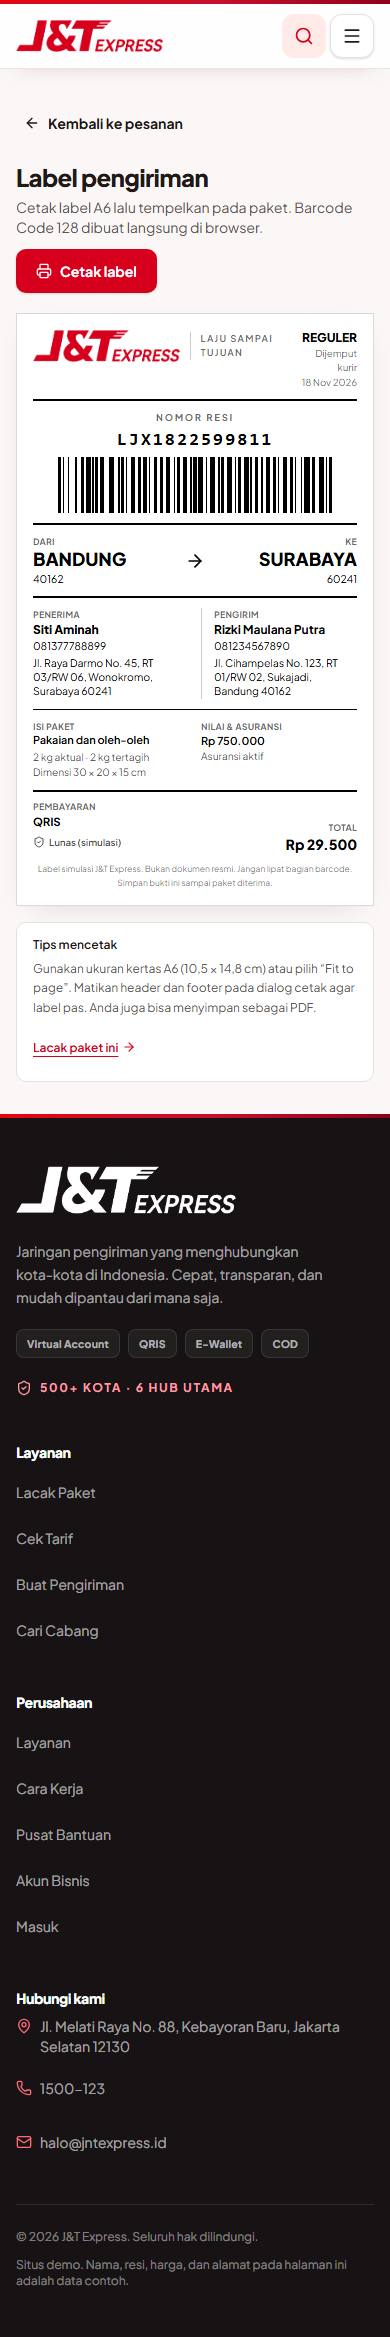 J&T EXPRESS
Kembali ke pesanan
Label pengiriman
Cetak label A6 lalu tempelkan pada paket. Barcode
Code 128 dibuat langsung di browser.
Cetak label
J&T EXPRESS
LAJU SAMPAI
TUJUAN
REGULER
Dijemput
kurir
18 Nov 2026
NOMOR RESI
LJX1822599811
DARI
BANDUNG
40162
KE
SURABAYA
60241
PENERIMA
Siti Aminah
081377788899
Jl. Raya Darmo No. 45, RT
03/RW 06, Wonokromo,
Surabaya 60241
PENGIRIM
Rizki Maulana Putra
081234567890
Jl. Cihampelas No. 123, RT
01/RW 02, Sukajadi,
Bandung 40162
ISI PAKET
Pakaian dan oleh-oleh
2 kg aktual · 2 kg tertagih
Dimensi 30 × 20 × 15 cm
NILAI & ASURANSI
Rp 750.000
Asuransi aktif
PEMBAYARAN
QRIS
Lunas (simulasi)
TOTAL
Rp 29.500
Label simulasi J&T Express. Bukan dokumen resmi. Jangan lipat bagian barcode.
Simpan bukti ini sampai paket diterima.
Tips mencetak
Gunakan ukuran kertas A6 (10,5 × 14,8 cm) atau pilih “Fit to
page”. Matikan header dan footer pada dialog cetak agar
label pas. Anda juga bisa menyimpan sebagai PDF.
Lacak paket ini
J&T EXPRESS
Jaringan pengiriman yang menghubungkan
kota-kota di Indonesia. Cepat, transparan, dan
mudah dipantau dari mana saja.
Virtual Account
QRIS
E-Wallet
COD
500+ KOTA · 6 HUB UTAMA
Layanan
Lacak Paket
Cek Tarif
Buat Pengiriman
Cari Cabang
Perusahaan
Layanan
Cara Kerja
Pusat Bantuan
Akun Bisnis
Masuk
Hubungi kami
Jl. Melati Raya No. 88, Kebayoran Baru, Jakarta
Selatan 12130
1500-123
halo@jntexpress.id
© 2026 J&T Express. Seluruh hak dilindungi.
Situs demo. Nama, resi, harga, dan alamat pada halaman ini
adalah data contoh.